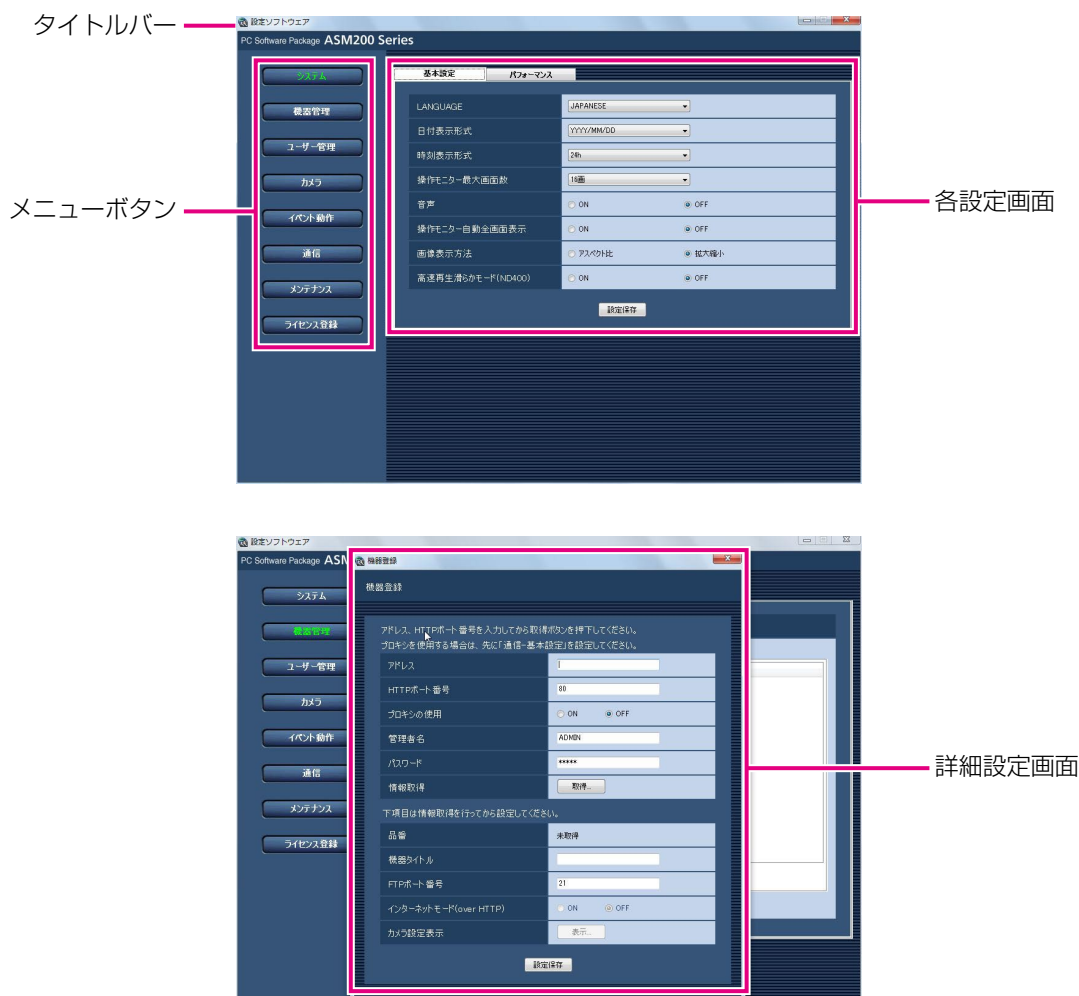 タイトルバー
設定ソフトウェア
PC Software Package ASM200 Series
メニューボタン
システム
機器管理
ユーザー管理
カメラ
イベント動作
通信
メンテナンス
ライセンス登録
基本設定 パフォーマンス
LANGUAGE JAPANESE
日付表示形式 YYYY/MM/DD
時刻表示形式 24h
操作モニター最大画面数 16画
音声 ON OFF
操作モニター自動全画面表示 ON OFF
画像表示方法 アスペクト比 拡大縮小
高速再生滑らかモード(ND400) ON OFF
設定保存
各設定画面
設定ソフトウェア
PC Software Package ASM
システム
機器管理
ユーザー管理
カメラ
イベント動作
通信
メンテナンス
ライセンス登録
機器登録
機器登録
アドレス、HTTPポート番号を入力してから取得ボタンを押下してください。
プロキシを使用する場合は、先に「通信-基本設定」を設定してください。
アドレス
HTTPポート番号 80
プロキシの使用 ON OFF
管理者名 ADMIN
パスワード *****
情報取得 取得...
下項目は情報取得を行ってから設定してください。
品番 未取得
機器タイトル
FTPポート番号 21
インターネットモード(over HTTP) ON OFF
カメラ設定表示 表示...
設定保存
詳細設定画面